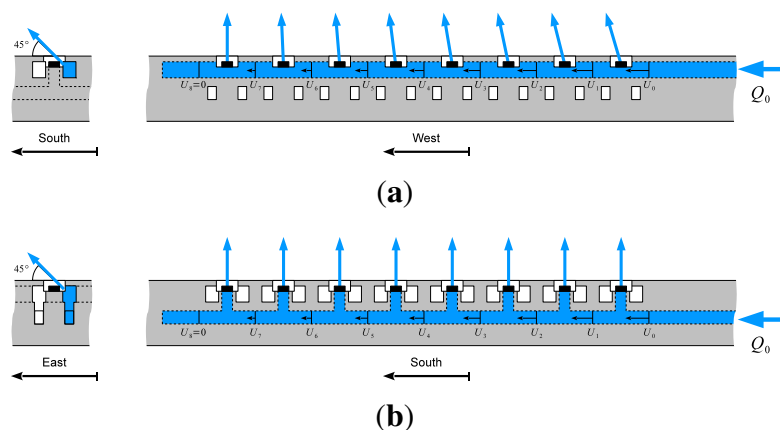 45°
U₈=0 U₇ U₆ U₅ U₄ U₃ U₂ U₁ U₀
Q₀
South West
(a)
45°
U₈=0 U₇ U₆ U₅ U₄ U₃ U₂ U₁ U₀
Q₀
East South
(b)